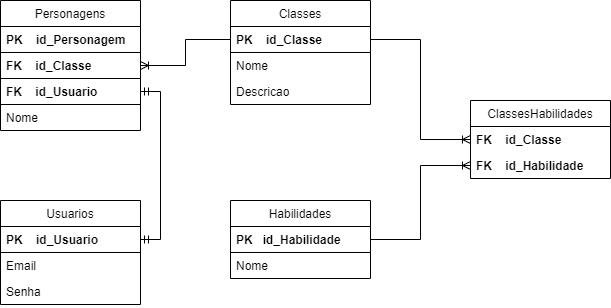 Personagens
PK id_Personagem
FK id_Classe
FK id_Usuario
Nome
Classes
PK id_Classe
Nome
Descricao
ClassesHabilidades
FK id_Classe
FK id_Habilidade
Usuarios
PK id_Usuario
Email
Senha
Habilidades
PK id_Habilidade
Nome